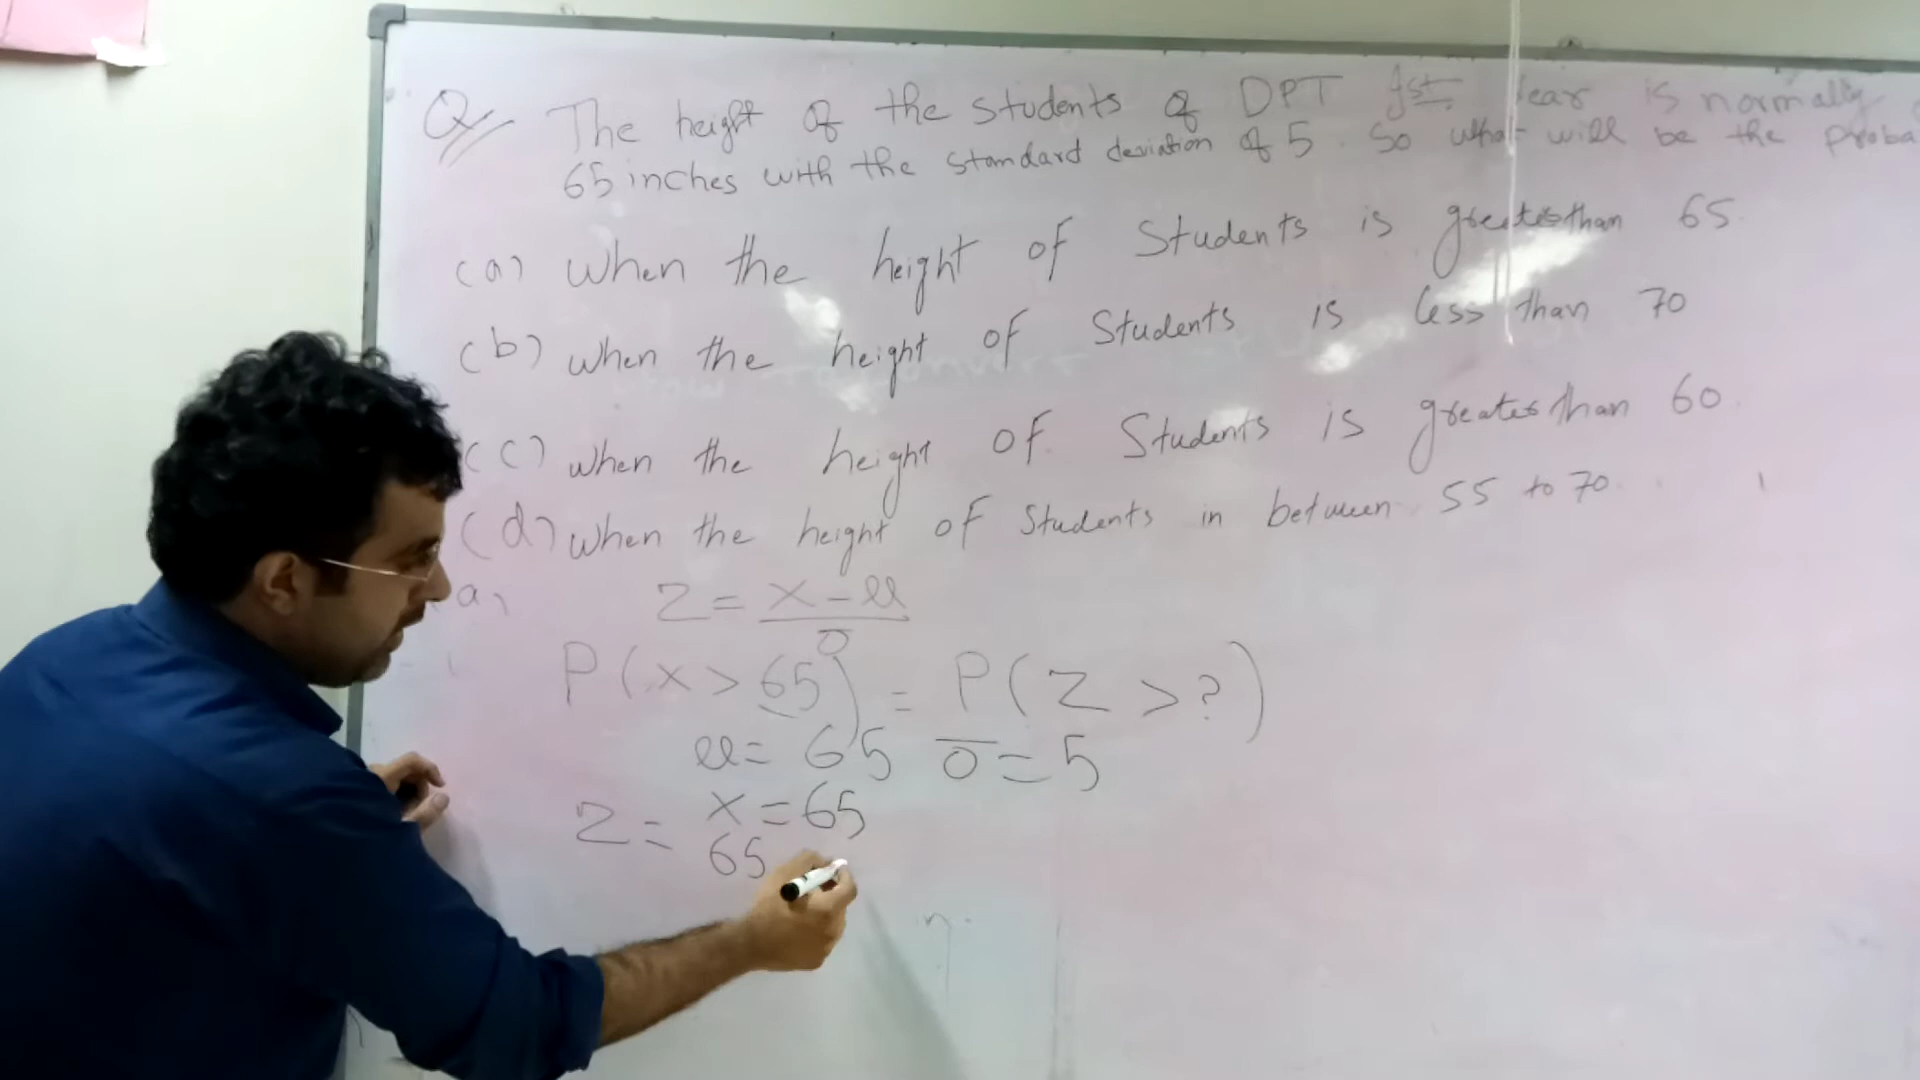 Q The height of the students of DPT Ist Year is normally
65 inches with the standard deviation of 5. So what will be the proba
(a) When the height of Students is greater than 65.
(b) when the height of Students is less than 70
(c) when the height of Students is greater than 60.
(d) when the height of Students in between 55 to 70.
a) Z = X - μ
σ
P(X > 65) = P(Z > ?)
μ = 65 σ = 5
Z = X = 65
65